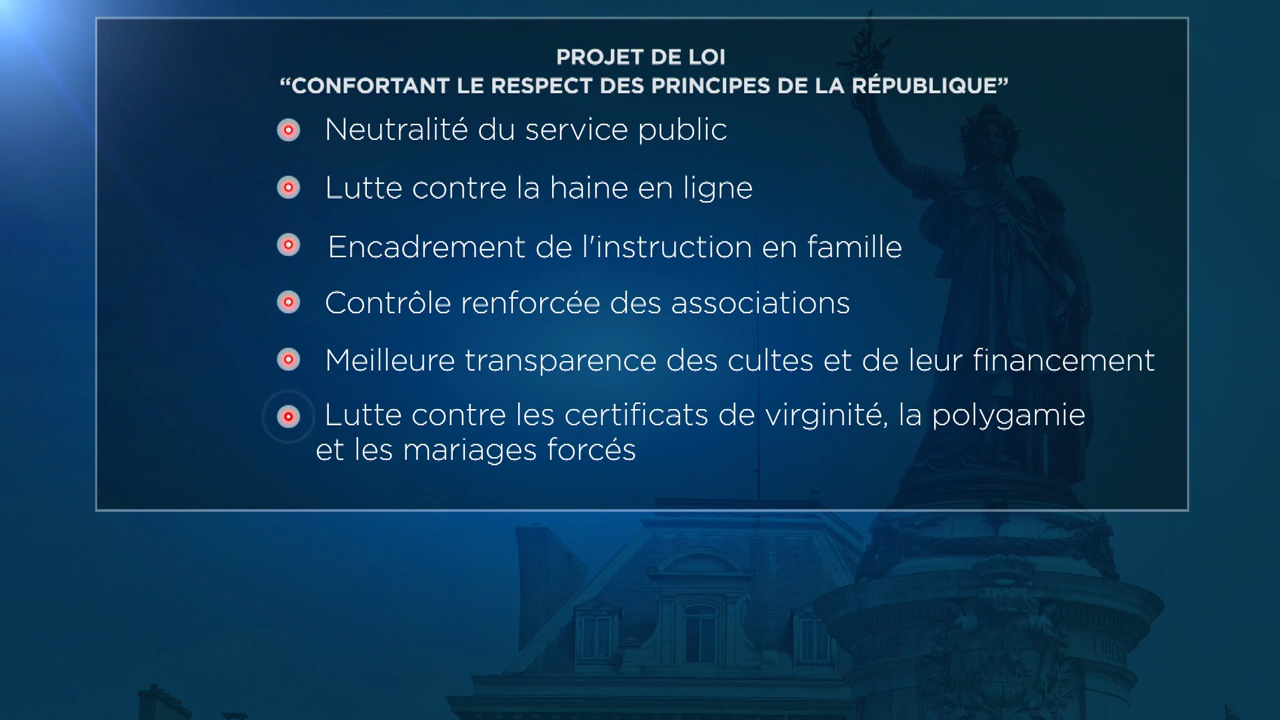 PROJET DE LOI
“CONFORTANT LE RESPECT DES PRINCIPES DE LA RÉPUBLIQUE”
Neutralité du service public
Lutte contre la haine en ligne
Encadrement de l'instruction en famille
Contrôle renforcée des associations
Meilleure transparence des cultes et de leur financement
Lutte contre les certificats de virginité, la polygamie
et les mariages forcés